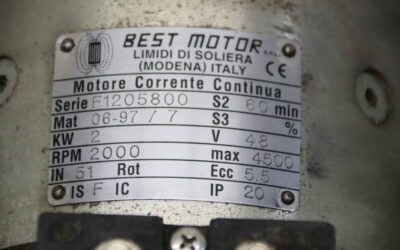 BEST MOTOR S.R.L.
LIMIDI DI SOLIERA
(MODENA) ITALY CE
Motore Corrente Continua
Serie F1205800 S2 60 min
Mat 06-97 / 7 S3 %
KW 2 V 48
RPM 2000 max 4500
IN 51 Rot Ecc 5.5
IS F IC IP 20